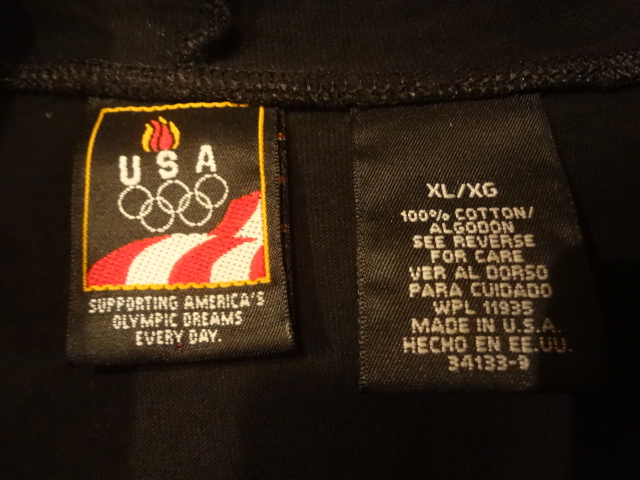 USA
SUPPORTING AMERICA'S
OLYMPIC DREAMS
EVERY DAY.
XL/XG
100% COTTON/
ALGODON
SEE REVERSE
FOR CARE
VER AL DORSO
PARA CUIDADO
WPL 11935
MADE IN U.S.A.
HECHO EN EE.UU.
34133-9